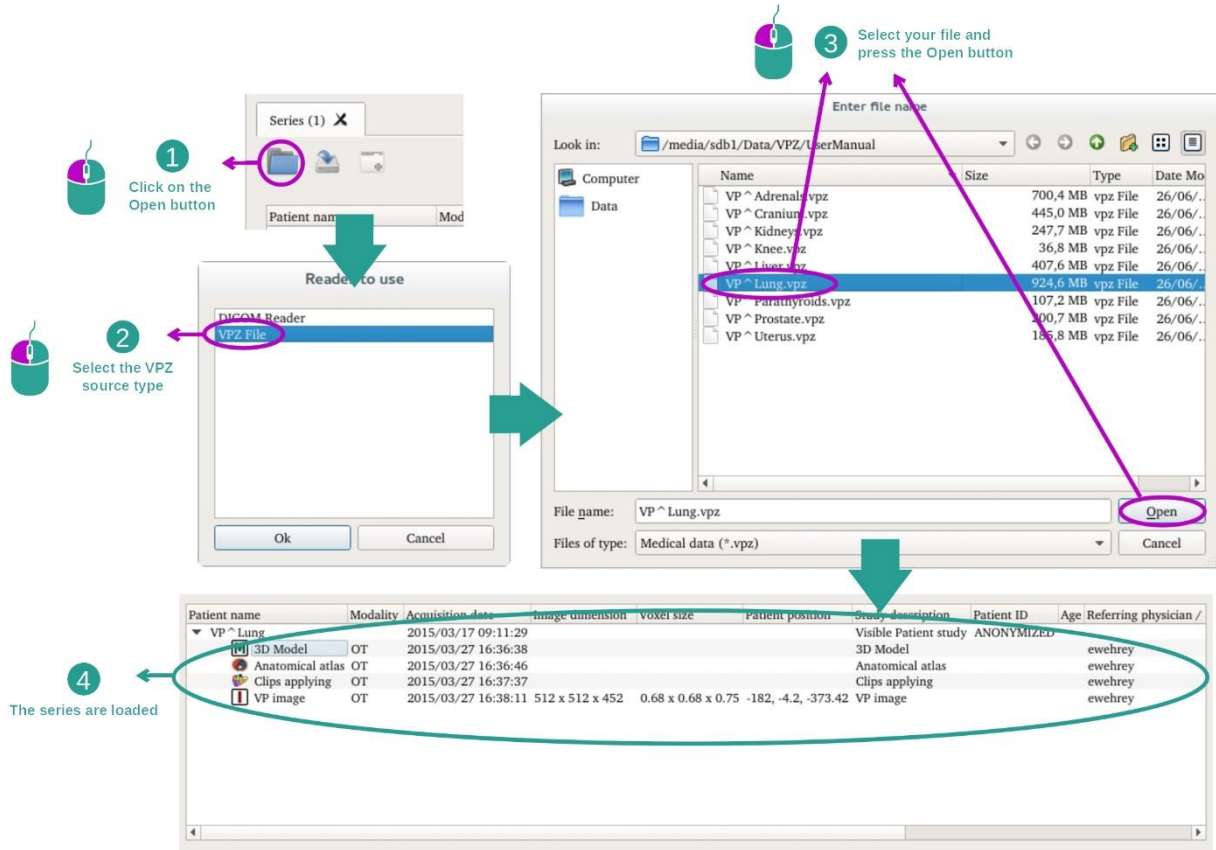 3
Select your file and
press the Open button
Series (1)
1
Click on the
Open button
Patient name Mod
Reader to use
DICOM Reader
VPZ File
2
Select the VPZ
source type
Ok Cancel
Enter file name
Look in: /media/sdb1/Data/VPZ/UserManual
Computer
Data
Name Size Type Date Mo
VP^Adrenals.vpz 700,4 MB vpz File 26/06/..
VP^Cranium.vpz 445,0 MB vpz File 26/06/..
VP^Kidneys.vpz 247,7 MB vpz File 26/06/..
VP^Knee.vpz 36,8 MB vpz File 26/06/..
VP^Liver.vpz 407,6 MB vpz File 26/06/..
VP^Lung.vpz 924,6 MB vpz File 26/06/..
VP^Parathyroids.vpz 107,2 MB vpz File 26/06/..
VP^Prostate.vpz 200,7 MB vpz File 26/06/..
VP^Uterus.vpz 185,8 MB vpz File 26/06/..
File name: VP^Lung.vpz Open
Files of type: Medical data (*.vpz) Cancel
4
The series are loaded
Patient name Modality Acquisition date Image dimension Voxel size Patient position Study description Patient ID Age Referring physician /
VP^Lung 2015/03/17 09:11:29 Visible Patient study ANONYMIZED
3D Model OT 2015/03/27 16:36:38 3D Model ewehrey
Anatomical atlas OT 2015/03/27 16:36:46 Anatomical atlas ewehrey
Clips applying OT 2015/03/27 16:37:37 Clips applying ewehrey
VP image OT 2015/03/27 16:38:11 512 x 512 x 452 0.68 x 0.68 x 0.75 -182, -4.2, -373.42 VP image ewehrey